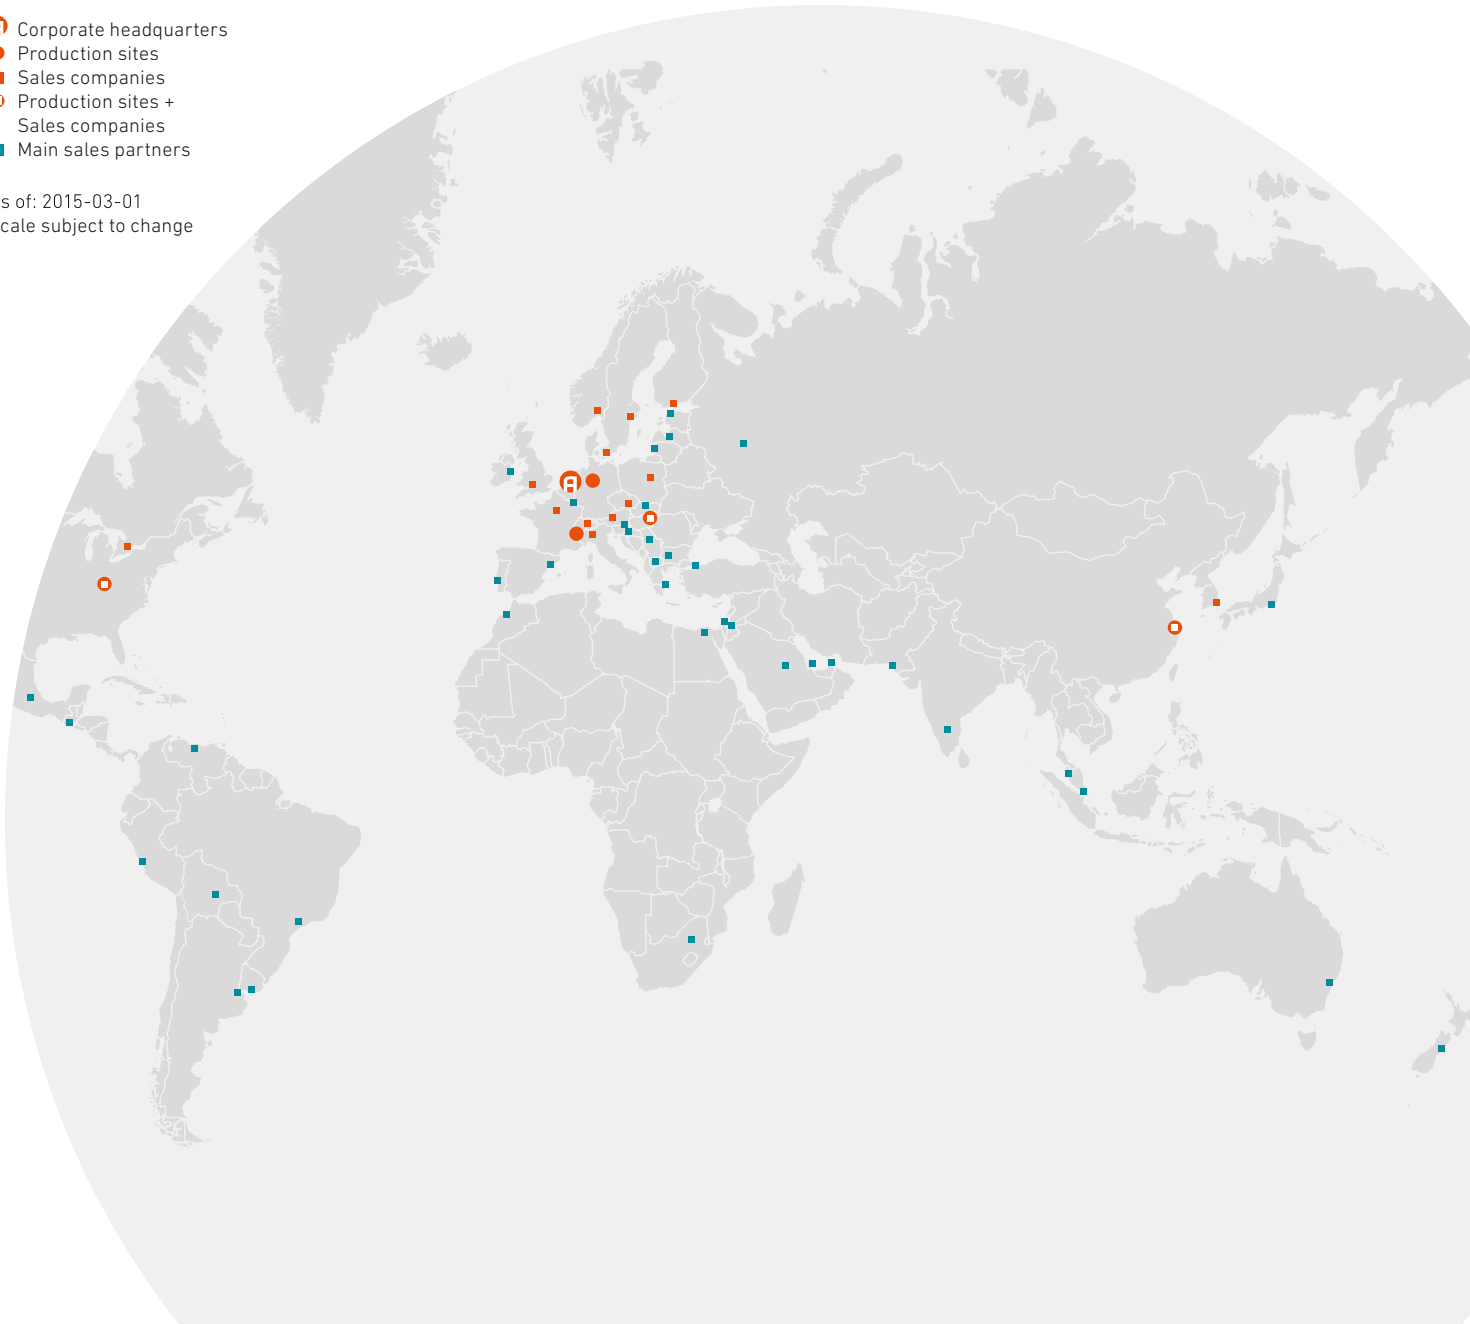 Corporate headquarters
Production sites
Sales companies
Production sites +
Sales companies
Main sales partners
s of: 2015-03-01
cale subject to change